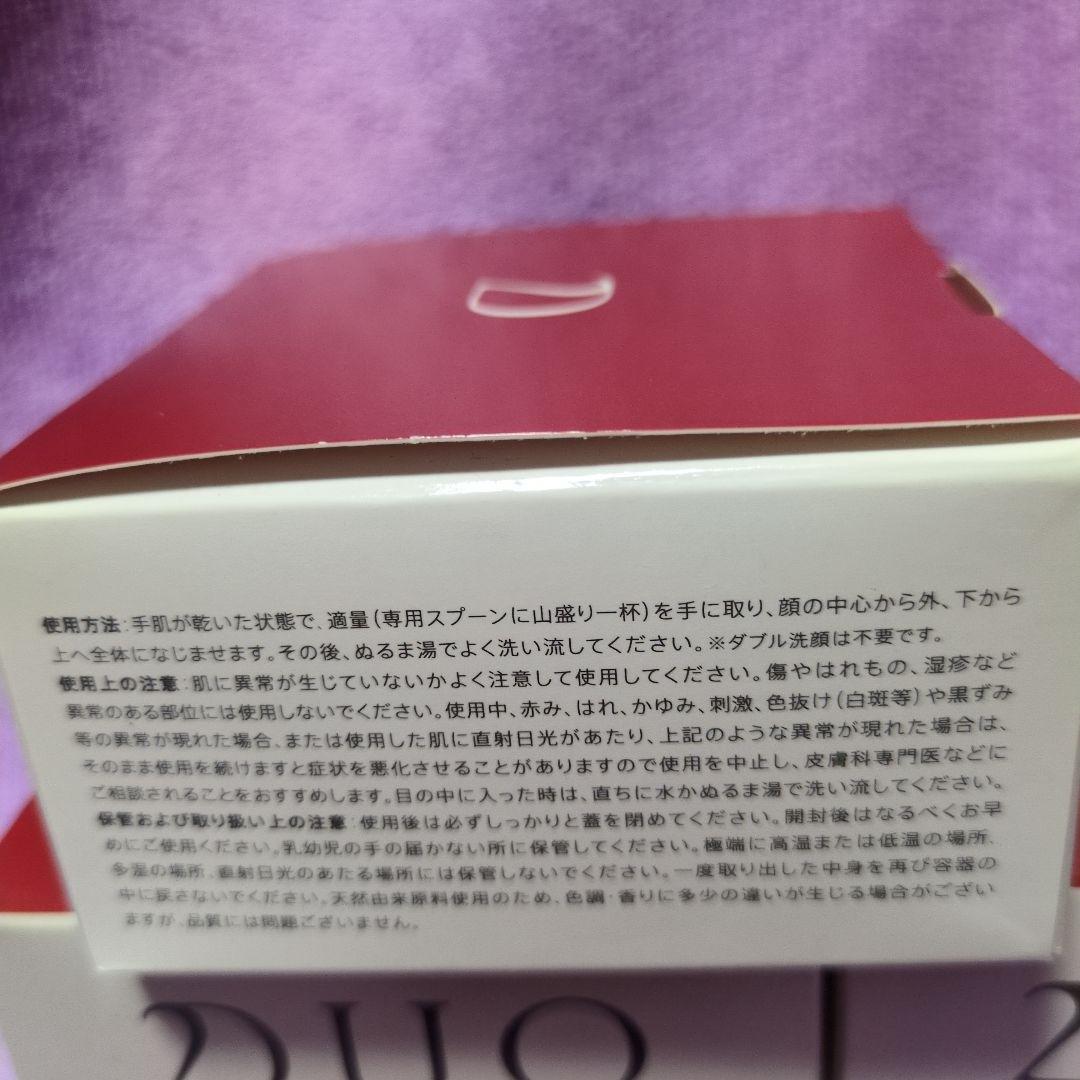 D
使用方法:手肌が乾いた状態で、適量(専用スプーンに山盛り一杯)を手に取り、顔の中心から外、下から
上へ全体になじませます。その後、ぬるま湯でよく洗い流してください。※ダブル洗顔は不要です。
使用上の注意:肌に異常が生じていないかよく注意して使用してください。傷やはれもの、湿疹など
異常のある部位には使用しないでください。使用中、赤み、はれ、かゆみ、刺激、色抜け(白斑等)や黒ずみ
等の異常が現れた場合、または使用した肌に直射日光があたり、上記のような異常が現れた場合は、
そのまま使用を続けますと症状を悪化させることがありますので使用を中止し、皮膚科専門医などに
ご相談されることをおすすめします。目の中に入った時は、直ちに水かぬるま湯で洗い流してください。
保管および取り扱い上の注意:使用後は必ずしっかりと蓋を閉めてください。開封後はなるべくお早
めにご使用ください。乳幼児の手の届かない所に保管してください。極端に高温または低温の場所、
多湿の場所、直射日光のあたる場所には保管しないでください。一度取り出した中身を再び容器の
中に戻さないでください。天然由来原料使用のため、色調・香りに多少の違いが生じる場合がござい
ますが、品質には問題ございません。
DUO